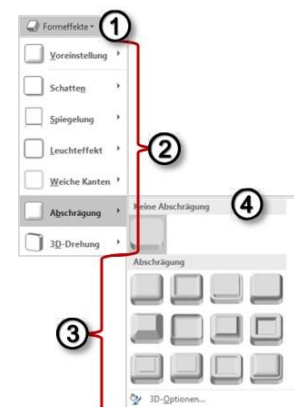 Formeffekte
1
Voreinstellung
Schatten
Spiegelung
Leuchteffekt
2
Weiche Kanten
Abschrägung
Keine Abschrägung
4
3D-Drehung
Abschrägung
3
3D-Optionen...